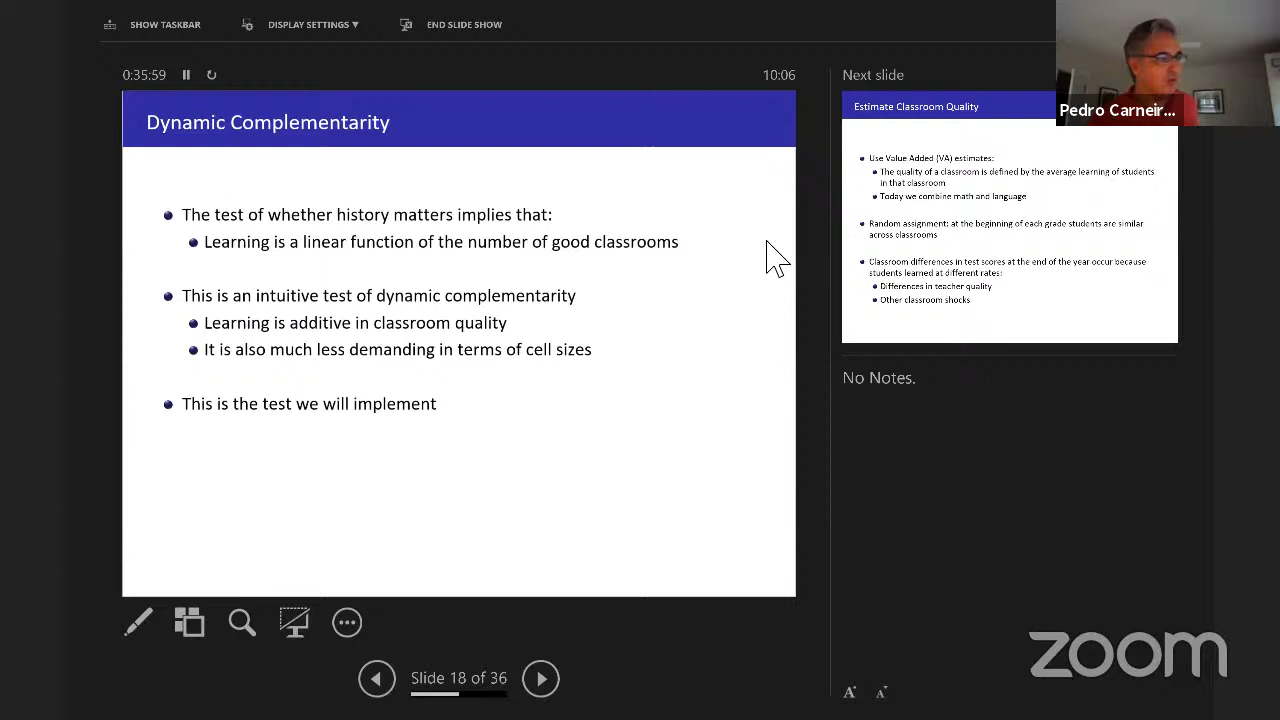 SHOW TASKBAR
DISPLAY SETTINGS ▼
END SLIDE SHOW
0:35:59
10:06
Dynamic Complementarity
The test of whether history matters implies that:
Learning is a linear function of the number of good classrooms
This is an intuitive test of dynamic complementarity
Learning is additive in classroom quality
It is also much less demanding in terms of cell sizes
This is the test we will implement
Slide 18 of 36
Next slide
Estimate Classroom Quality
Use Value Added (VA) estimates:
The quality of a classroom is defined by the average learning of students
in that classroom
Today we combine math and language
Random assignment: at the beginning of each grade students are similar
across classrooms
Classroom differences in test scores at the end of the year occur because
students learned at different rates:
Differences in teacher quality
Other classroom shocks
No Notes.
Pedro Carneir...
zoom
A A